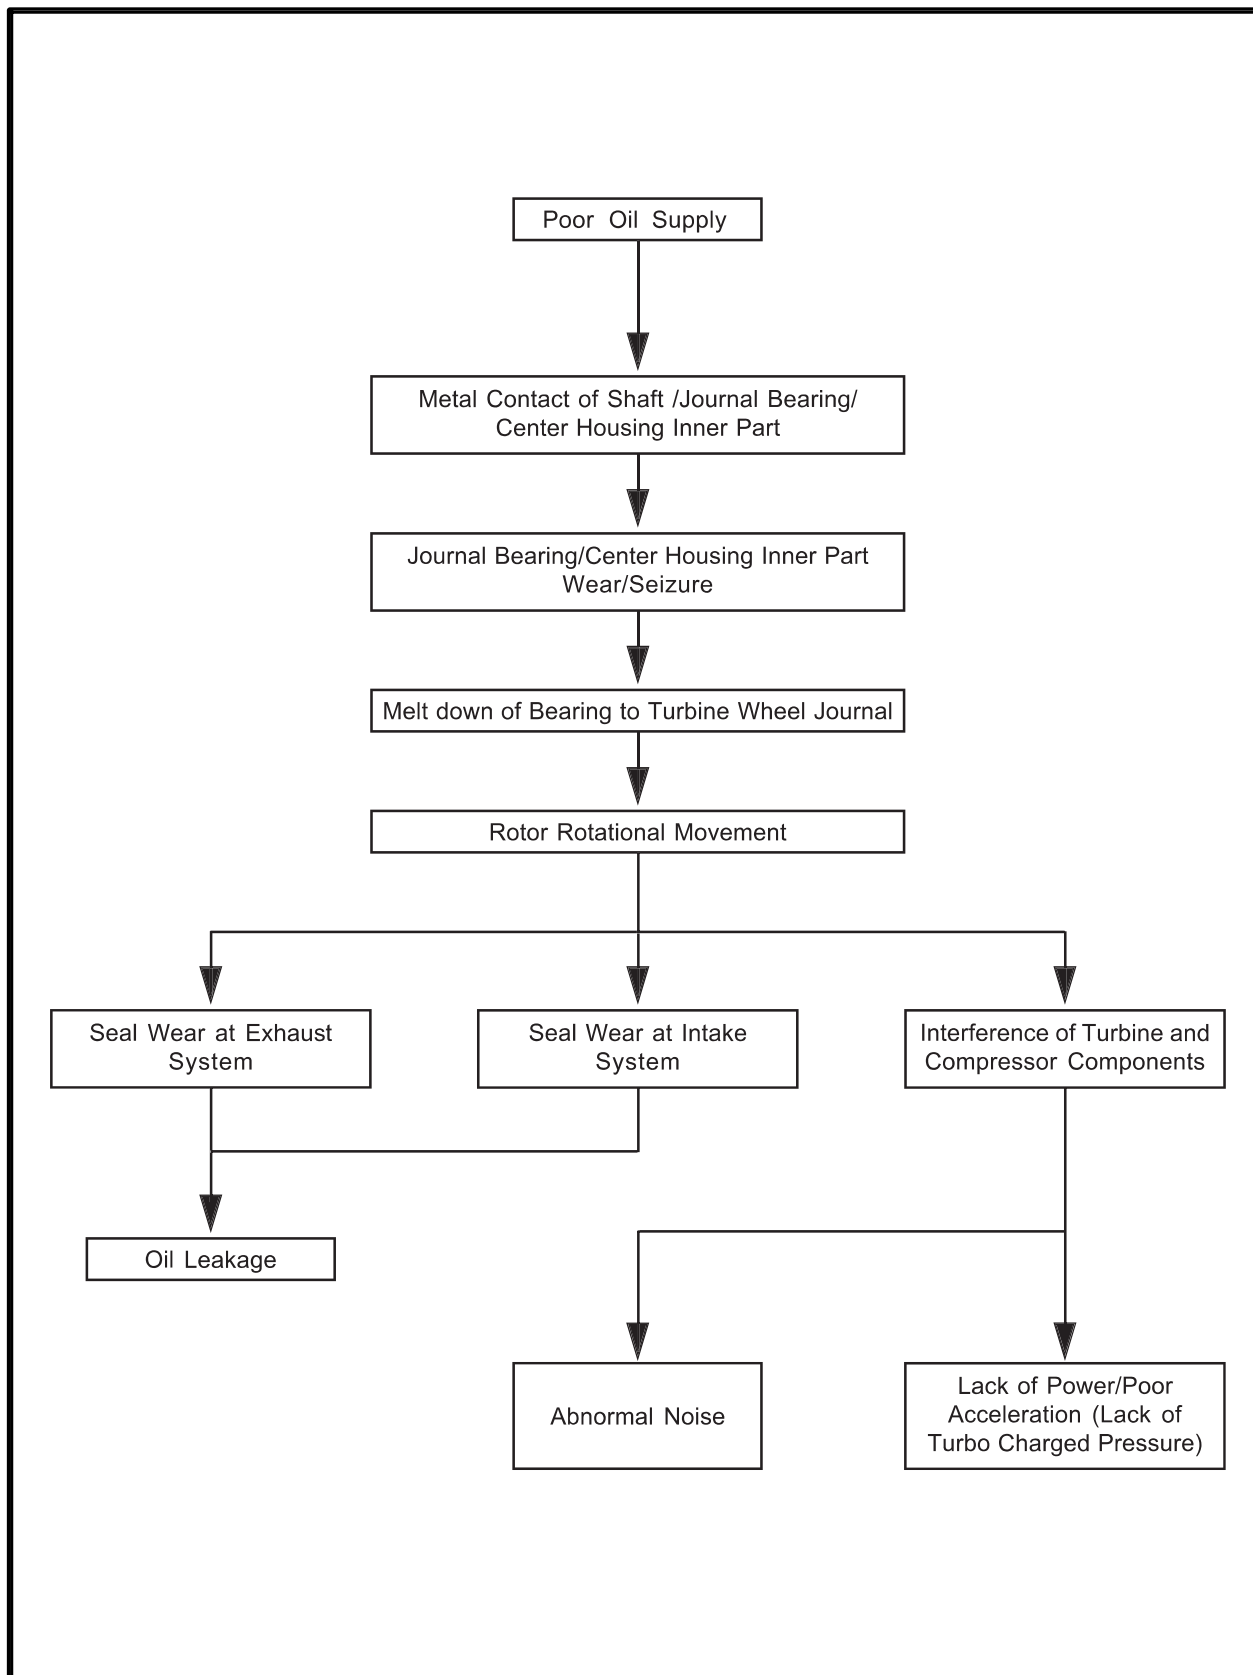 Poor Oil Supply
Metal Contact of Shaft /Journal Bearing/
Center Housing Inner Part
Journal Bearing/Center Housing Inner Part
Wear/Seizure
Melt down of Bearing to Turbine Wheel Journal
Rotor Rotational Movement
Seal Wear at Exhaust
System
Seal Wear at Intake
System
Interference of Turbine and
Compressor Components
Oil Leakage
Abnormal Noise
Lack of Power/Poor
Acceleration (Lack of
Turbo Charged Pressure)